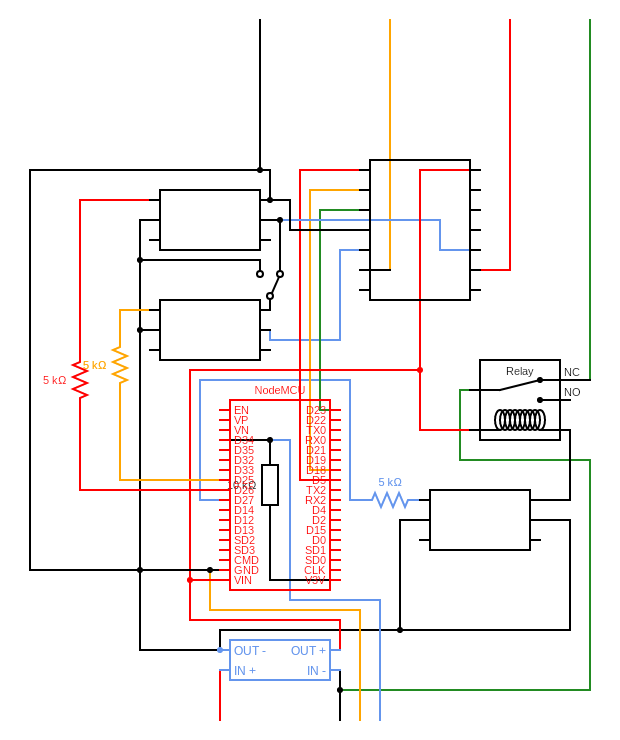 Relay
NC
NO
5 kΩ
5 kΩ
NodeMCU
EN
VP
VN
D34
D35
D32
D33
D25
D26
D27
D14
D12
D13
SD2
SD3
CMD
GND
VIN
D23
D22
TX0
RX0
D21
D19
D18
D5
TX2
RX2
D4
D2
D15
D0
SD1
SD0
CLK
V3V
5 kΩ
OUT - OUT +
IN + IN -